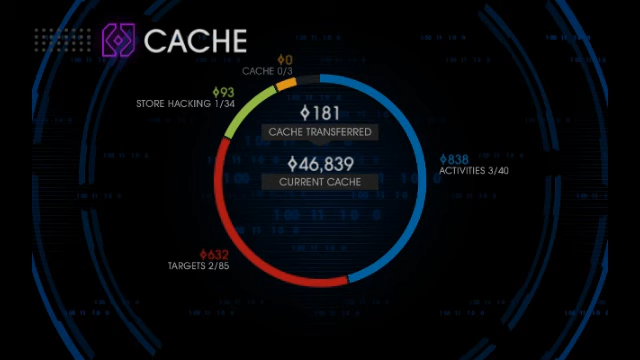 CACHE
0
CACHE 0/3
93
STORE HACKING 1/34
181
CACHE TRANSFERRED
46,839
CURRENT CACHE
838
ACTIVITIES 3/40
632
TARGETS 2/85